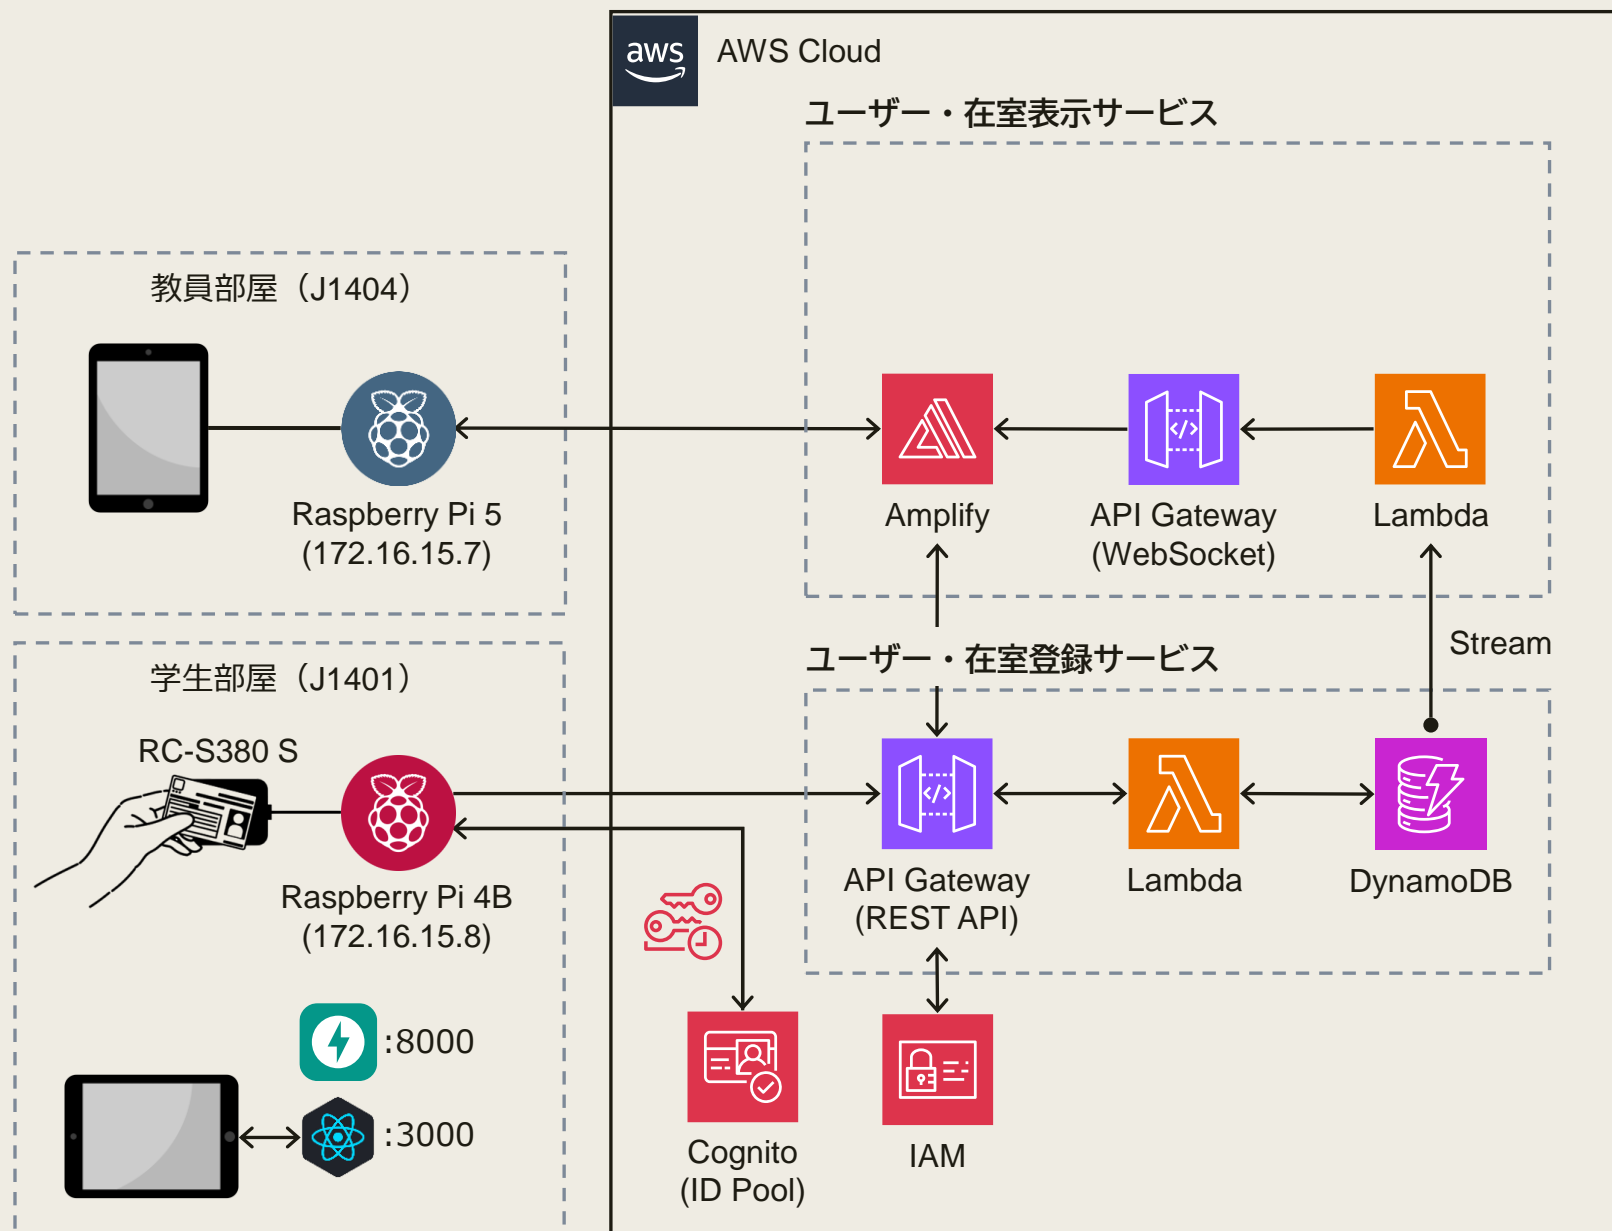 aws
AWS Cloud
ユーザー・在室表示サービス
教員部屋（J1404）
Raspberry Pi 5
(172.16.15.7)
Amplify
API Gateway
(WebSocket)
Lambda
Stream
ユーザー・在室登録サービス
学生部屋（J1401）
RC-S380 S
Raspberry Pi 4B
(172.16.15.8)
API Gateway
(REST API)
Lambda
DynamoDB
:8000
:3000
Cognito
(ID Pool)
IAM